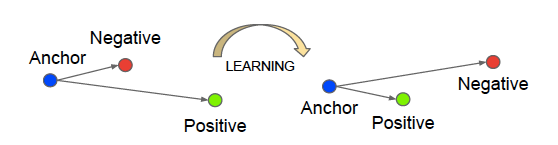 Negative
Anchor
Positive
LEARNING
Anchor
Positive
Negative